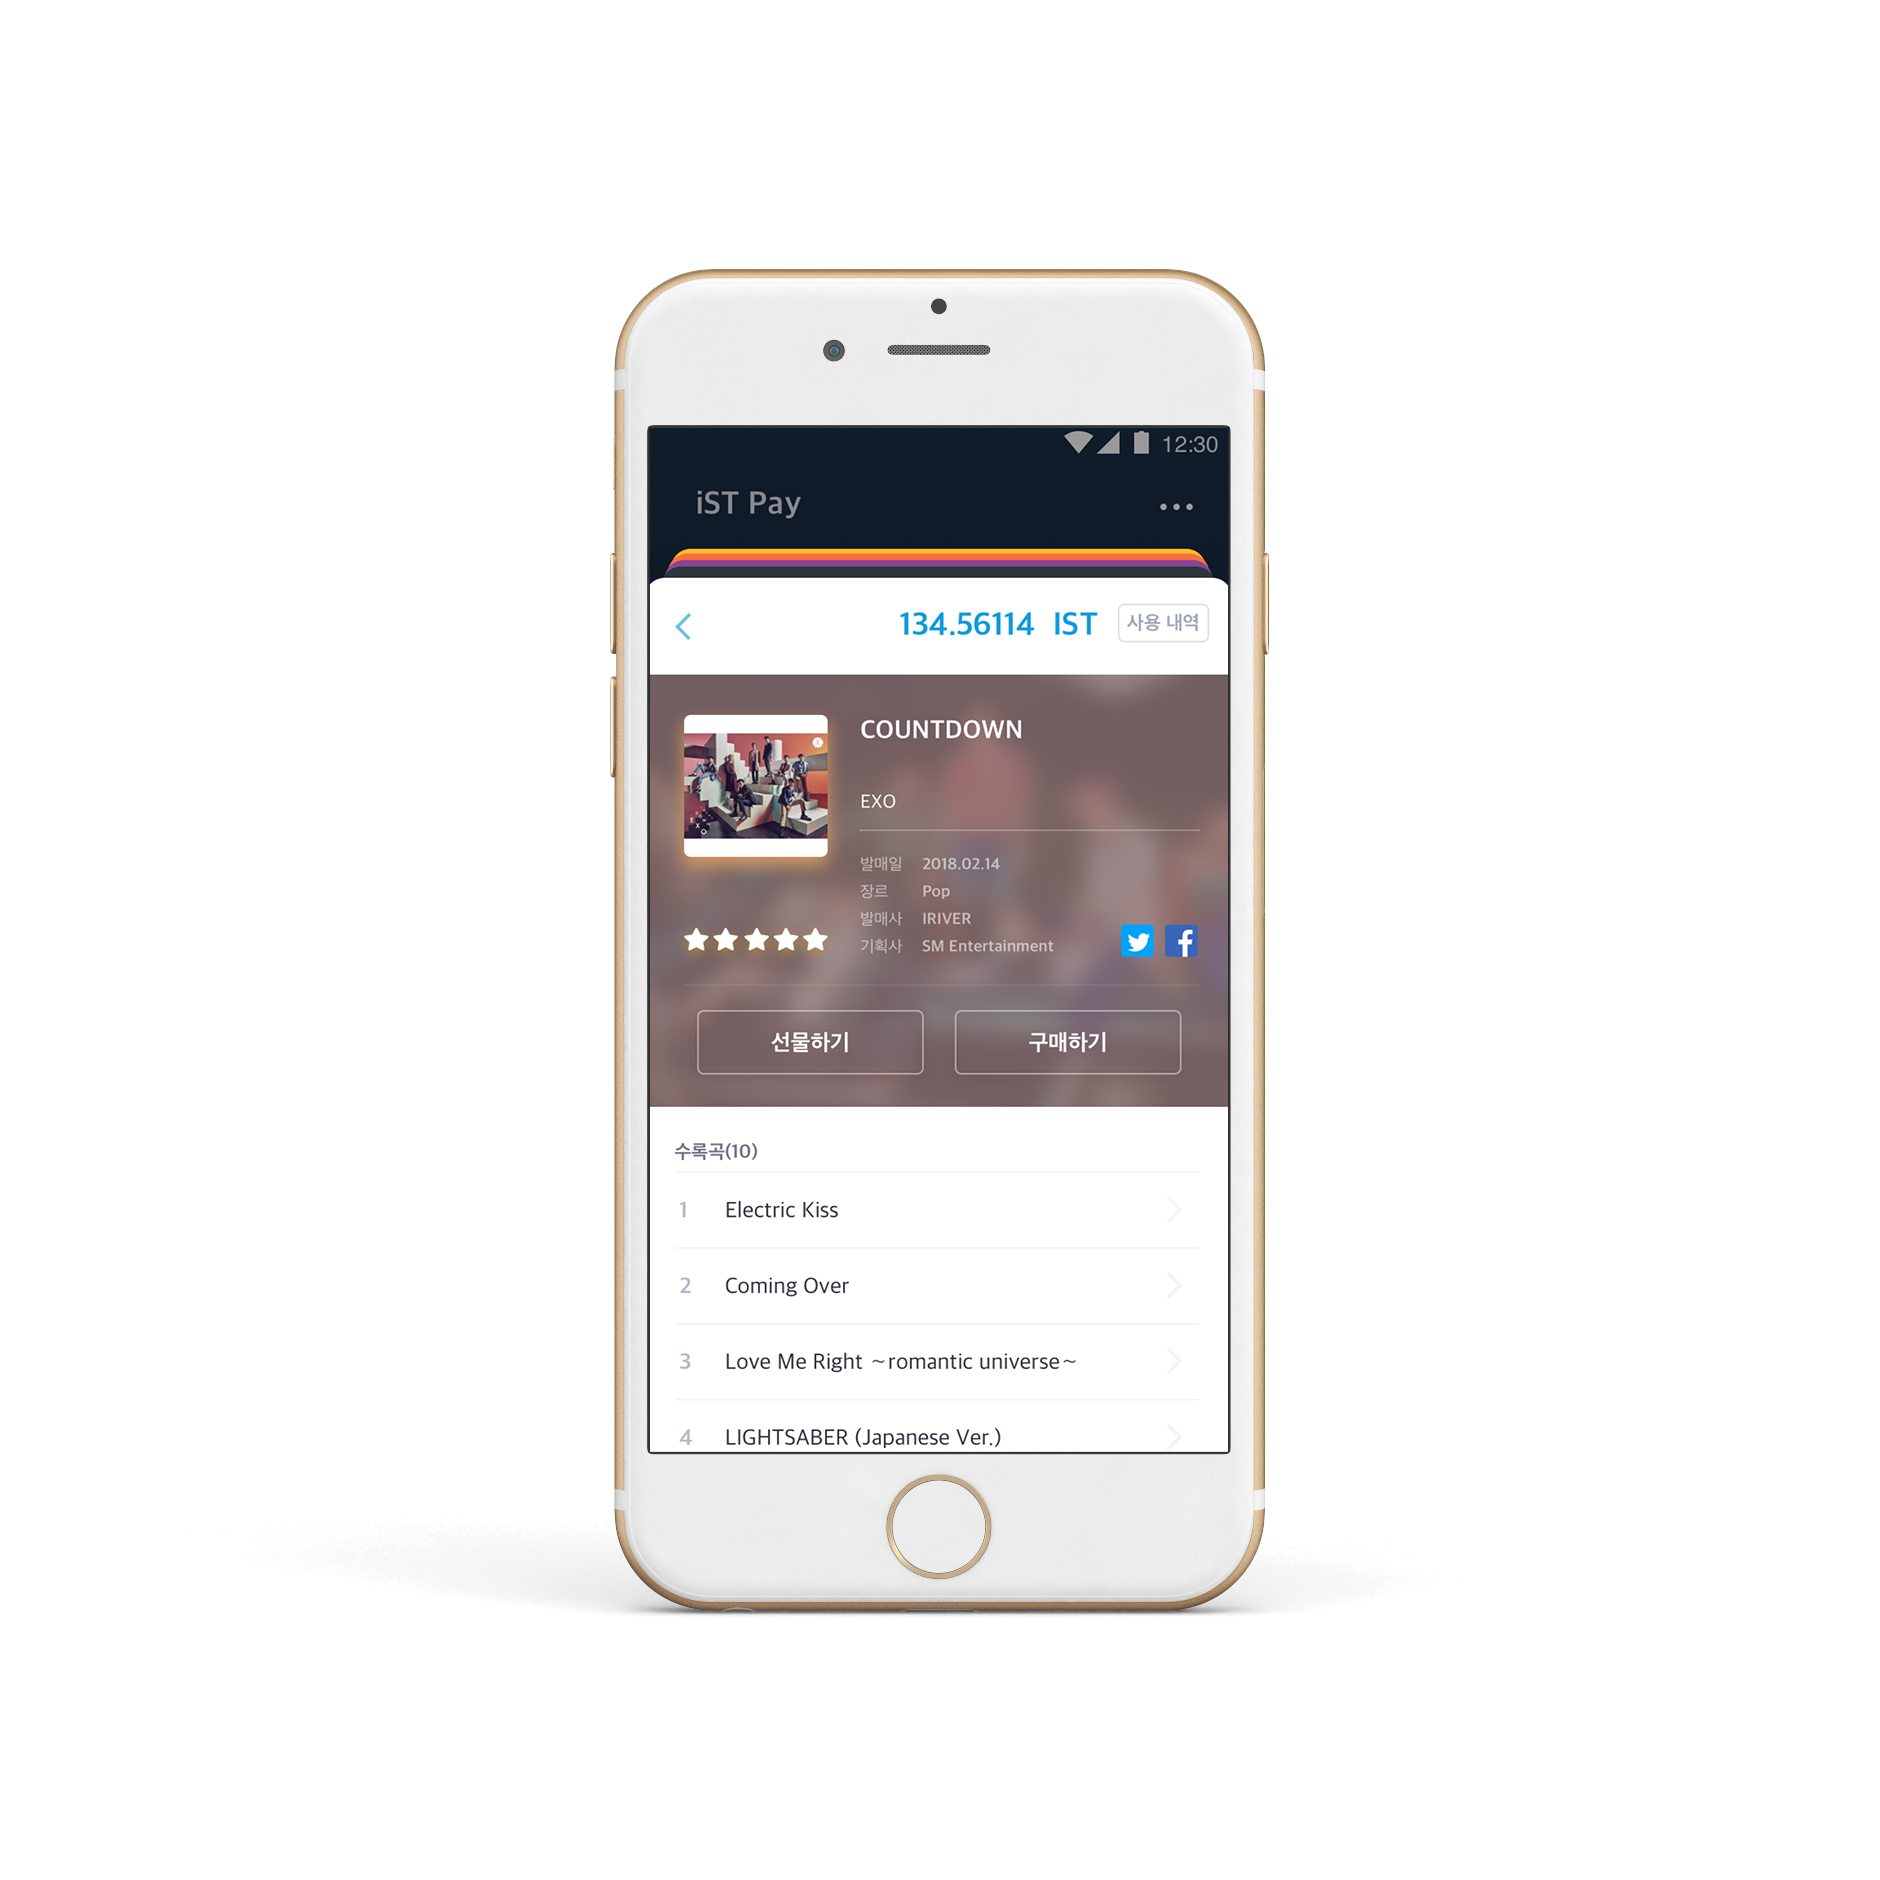 12:30
iST Pay
134.56114 IST 사용 내역
COUNTDOWN
EXO
발매일 2018.02.14
장르 Pop
발매사 IRIVER
기획사 SM Entertainment
선물하기 구매하기
수록곡(10)
1 Electric Kiss
2 Coming Over
3 Love Me Right ~romantic universe~
4 LIGHTSABER (Japanese Ver.)